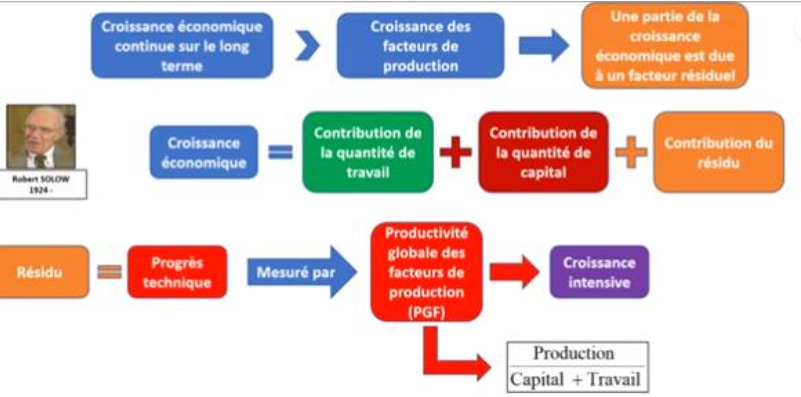 Croissance économique
continue sur le long
terme
Croissance des
facteurs de
production
Une partie de la
croissance
économique est due
à un facteur résiduel
Robert SOLOW
1924 -
Croissance
économique
=
Contribution de
la quantité de
travail
+
Contribution de
la quantité de
capital
+
Contribution du
résidu
Résidu
=
Progrès
technique
Mesuré par
Productivité
globale des
facteurs de
production
(PGF)
Croissance
intensive
Production
Capital + Travail